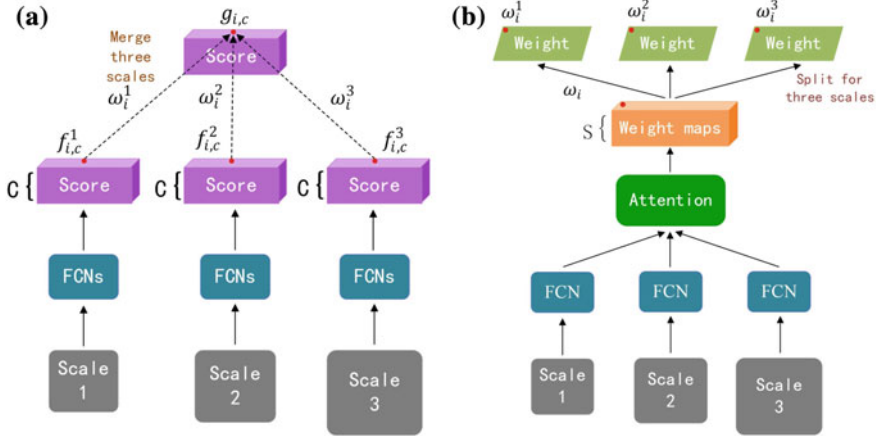 (a)
g_{i,c}
Score
Merge
three
scales
ω_i^1
ω_i^2
ω_i^3
f_{i,c}^1
f_{i,c}^2
f_{i,c}^3
C { Score
C { Score
C { Score
FCNs
FCNs
FCNs
Scale
1
Scale
2
Scale
3
(b)
ω_i^1
ω_i^2
ω_i^3
Weight
Weight
Weight
ω_i
Split for
three scales
S { Weight maps
Attention
FCN
FCN
FCN
Scale
1
Scale
2
Scale
3